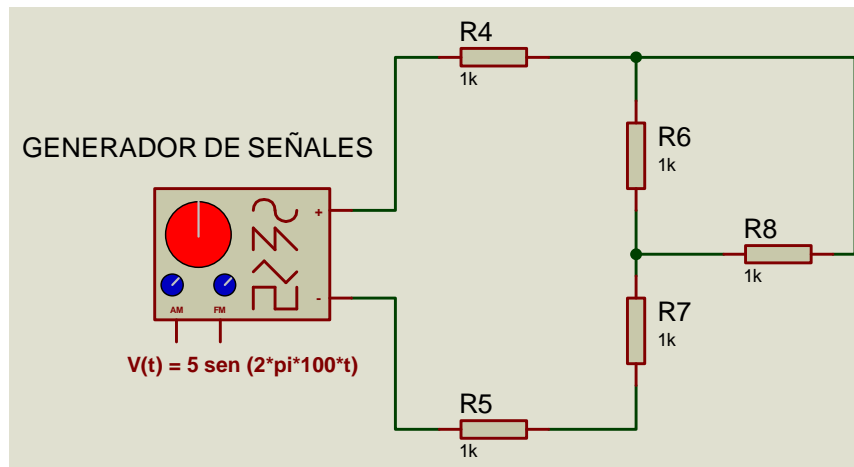 R4
1k
GENERADOR DE SEÑALES
R6
1k
+
R8
1k
-
R7
1k
AM FM
V(t) = 5 sen (2*pi*100*t)
R5
1k